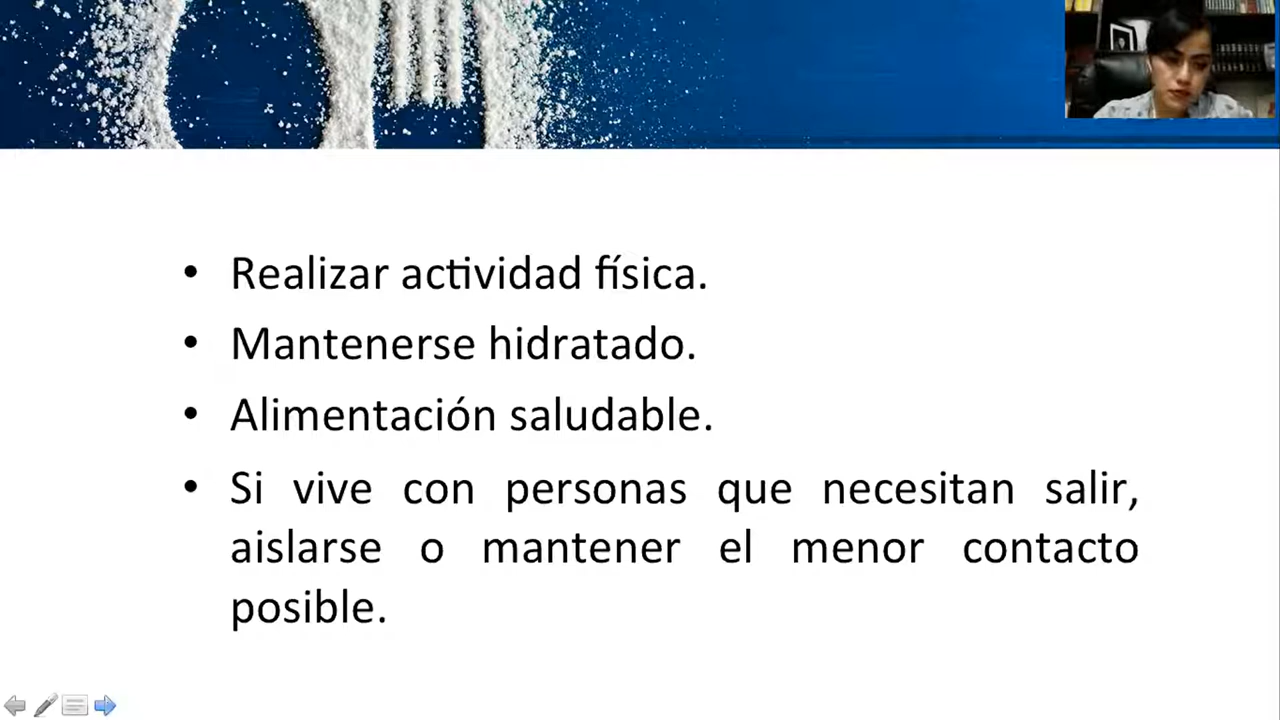 • Realizar actividad física.
• Mantenerse hidratado.
• Alimentación saludable.
• Si vive con personas que necesitan salir,
aislarse o mantener el menor contacto
posible.